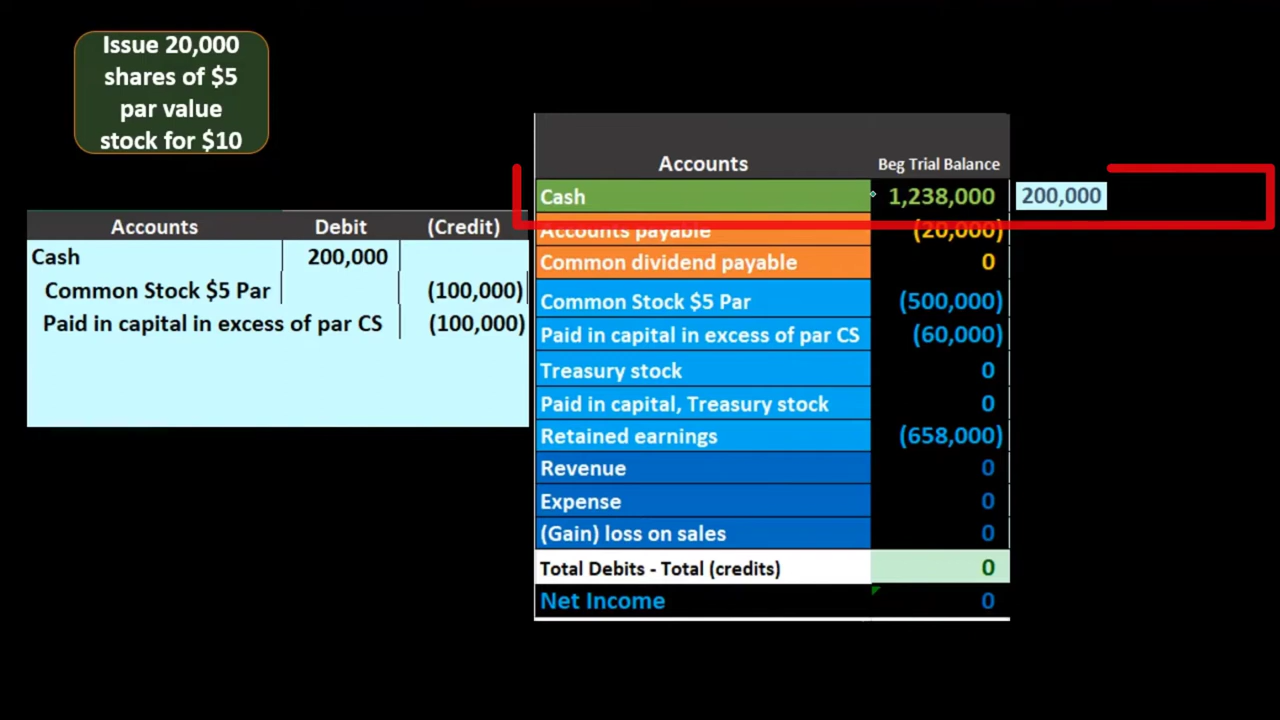 Issue 20,000
shares of $5
par value
stock for $10
Accounts Debit (Credit)
Cash 200,000
Common Stock $5 Par (100,000)
Paid in capital in excess of par CS (100,000)
Accounts Beg Trial Balance
Cash 1,238,000 200,000
Accounts payable (20,000)
Common dividend payable 0
Common Stock $5 Par (500,000)
Paid in capital in excess of par CS (60,000)
Treasury stock 0
Paid in capital, Treasury stock 0
Retained earnings (658,000)
Revenue 0
Expense 0
(Gain) loss on sales 0
Total Debits - Total (credits) 0
Net Income 0